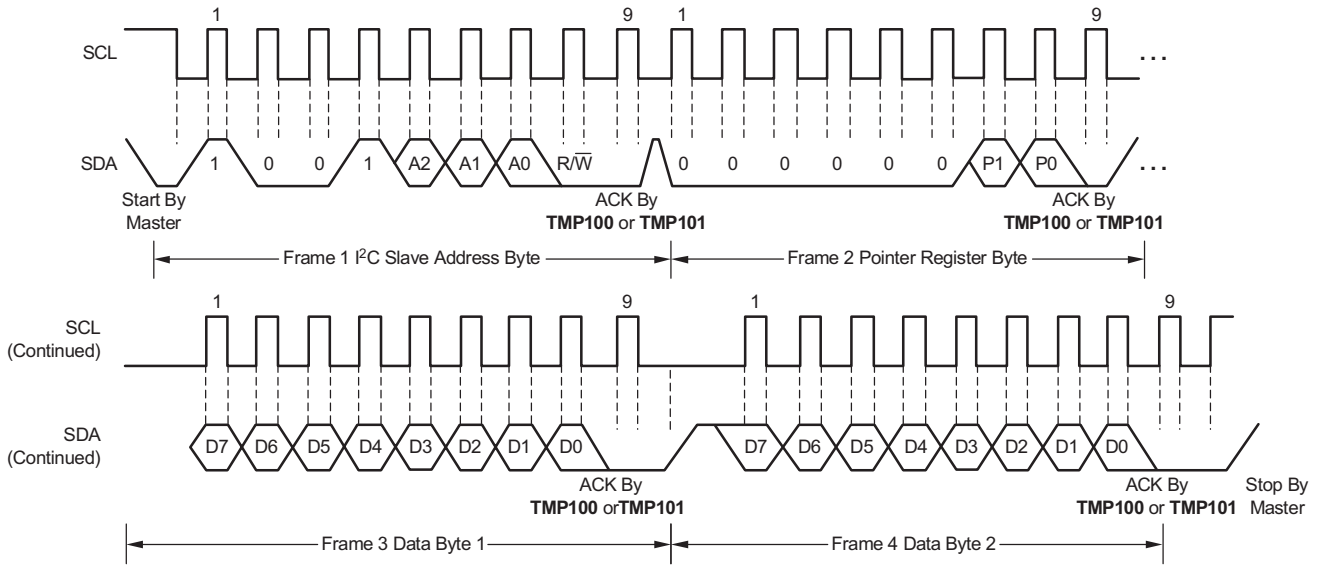 1 9 1 9
SCL ...
SDA 1 0 0 1 A2 A1 A0 R/W̅ 0 0 0 0 0 0 P1 P0 ...
Start By Master
ACK By TMP100 or TMP101
ACK By TMP100 or TMP101
Frame 1 I²C Slave Address Byte
Frame 2 Pointer Register Byte
1 9 1 9
SCL (Continued)
SDA (Continued) D7 D6 D5 D4 D3 D2 D1 D0 D7 D6 D5 D4 D3 D2 D1 D0
ACK By TMP100 orTMP101
ACK By TMP100 or TMP101
Stop By Master
Frame 3 Data Byte 1
Frame 4 Data Byte 2